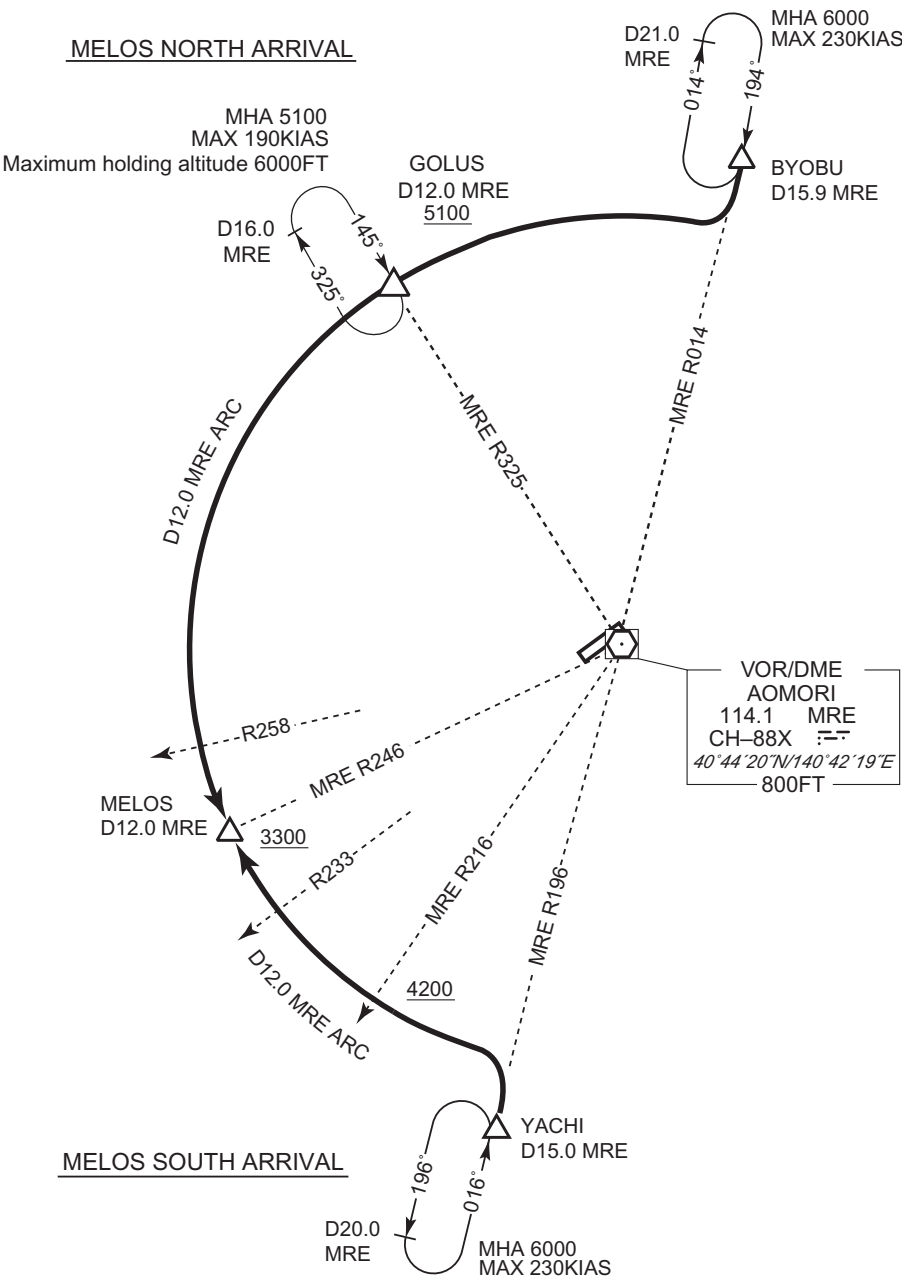 MELOS NORTH ARRIVAL
D21.0
MRE
MHA 6000
MAX 230KIAS
014°
194°
BYOBU
D15.9 MRE
MHA 5100
MAX 190KIAS
Maximum holding altitude 6000FT
GOLUS
D12.0 MRE
5100
D16.0
MRE
145°
325°
MRE R014
MRE R325
D12.0 MRE ARC
VOR/DME
AOMORI
114.1 MRE
CH–88X
40°44´20˝N/140°42´19˝E
800FT
R258
MRE R246
MELOS
D12.0 MRE
3300
R233
MRE R216
MRE R196
4200
D12.0 MRE ARC
YACHI
D15.0 MRE
MELOS SOUTH ARRIVAL
196°
016°
D20.0
MRE
MHA 6000
MAX 230KIAS